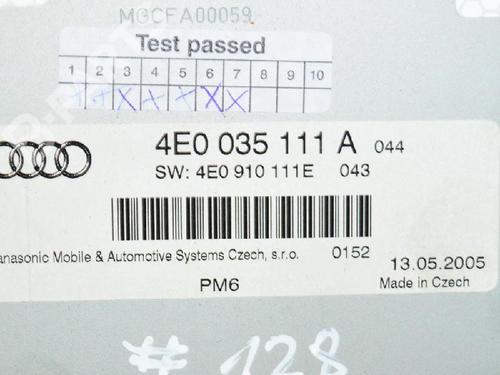 MGCFA00059
Test passed
1 2 3 4 5 6 7 8 9 10
X X X X X X X
4E0 035 111 A 044
SW: 4E0 910 111E 043
anasonic Mobile & Automotive Systems Czech, s.r.o. 0152
13.05.2005
PM6 Made in Czech
# 128